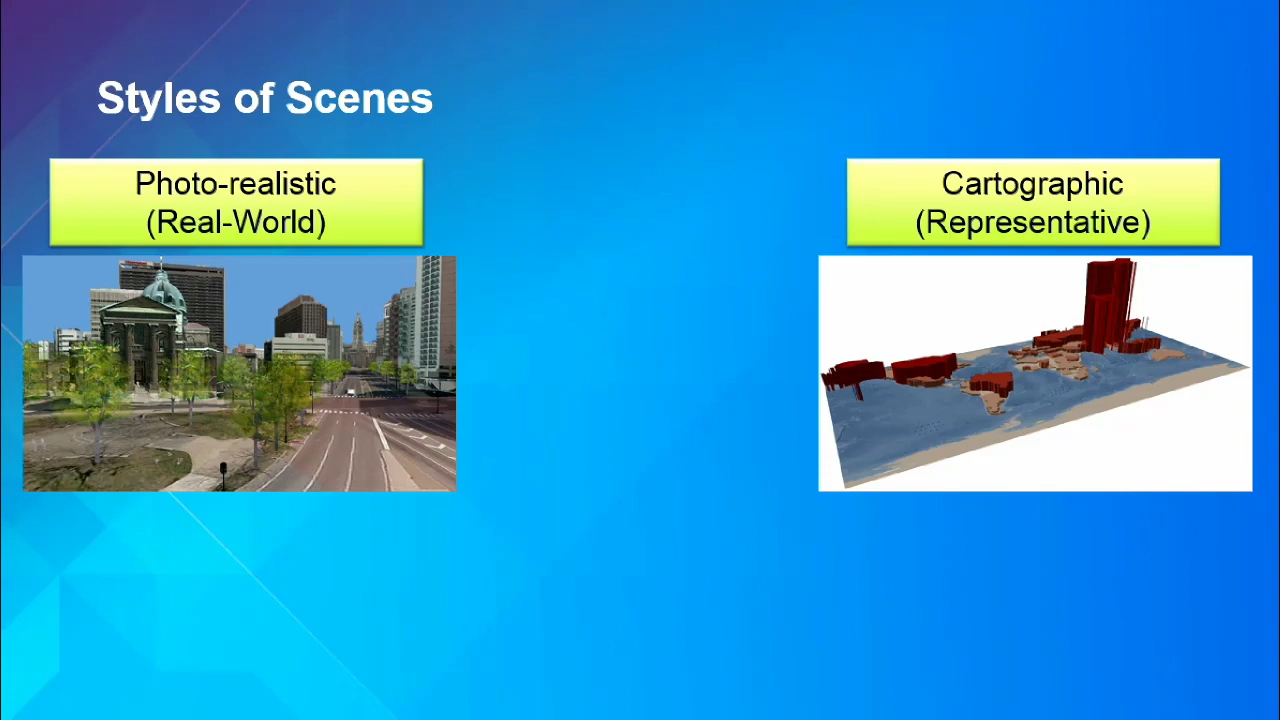 Styles of Scenes
Photo-realistic
(Real-World)
Cartographic
(Representative)